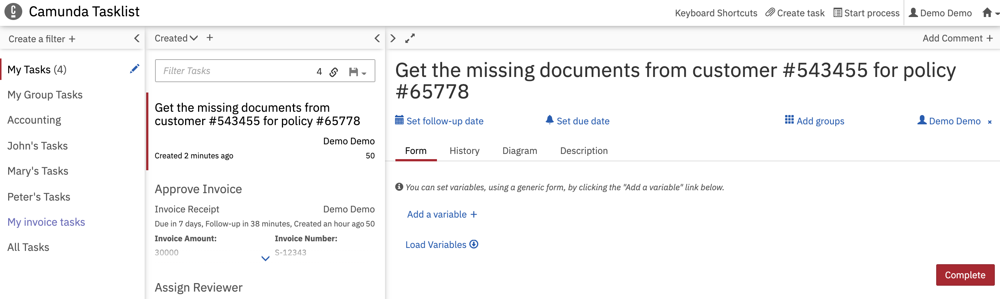 Camunda Tasklist
Keyboard Shortcuts Create task Start process Demo Demo
Create a filter +
My Tasks (4)
My Group Tasks
Accounting
John's Tasks
Mary's Tasks
Peter's Tasks
My invoice tasks
All Tasks
Created +
Filter Tasks 4
Get the missing documents from
customer #543455 for policy #65778
Demo Demo
Created 2 minutes ago 50
Approve Invoice
Invoice Receipt Demo Demo
Due in 7 days, Follow-up in 38 minutes, Created an hour ago 50
Invoice Amount: Invoice Number:
30000 S-12343
Assign Reviewer
Add Comment +
Get the missing documents from customer #543455 for policy
#65778
Set follow-up date Set due date Add groups Demo Demo ×
Form History Diagram Description
You can set variables, using a generic form, by clicking the "Add a variable" link below.
Add a variable +
Load Variables
Complete